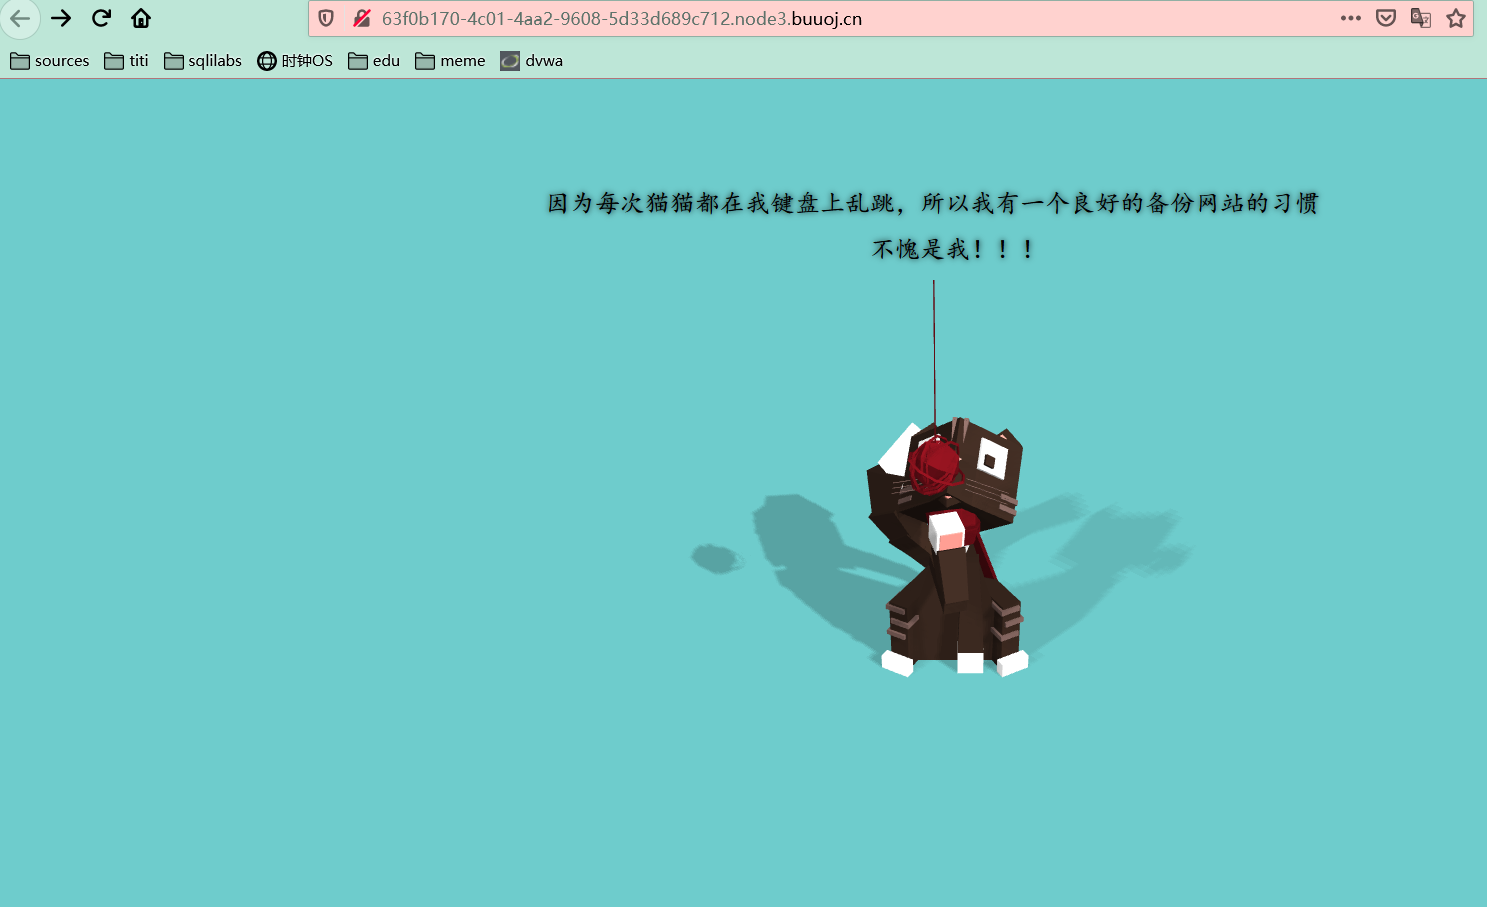 63f0b170-4c01-4aa2-9608-5d33d689c712.node3.buuoj.cn
sources titi sqlilabs 时钟OS edu meme dvwa
因为每次猫猫都在我键盘上乱跳，所以我有一个良好的备份网站的习惯
不愧是我！！！